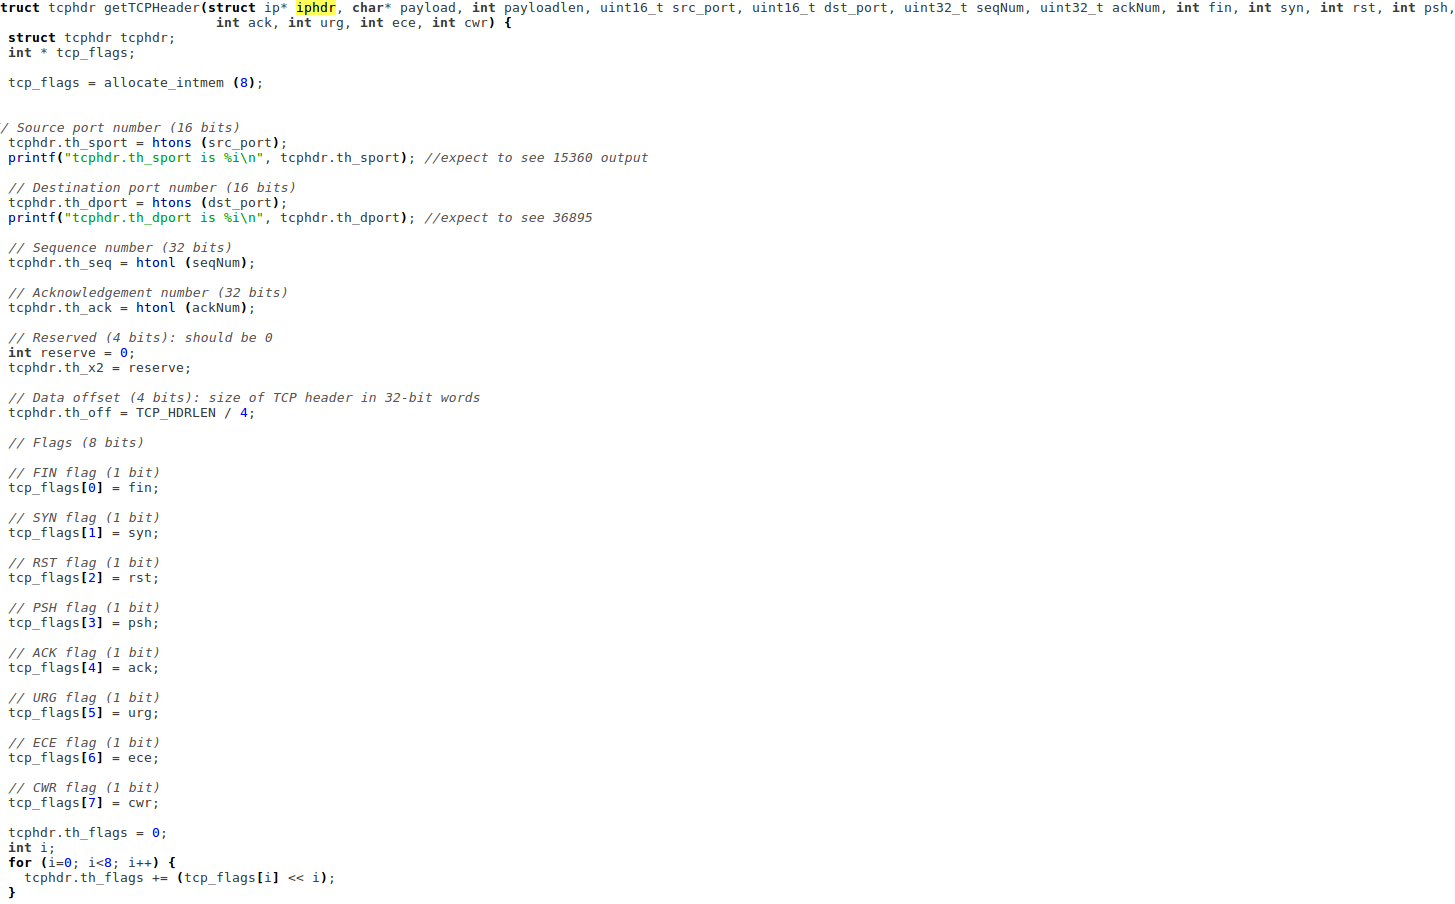 truct tcphdr getTCPHeader(struct ip* iphdr, char* payload, int payloadlen, uint16_t src_port, uint16_t dst_port, uint32_t seqNum, uint32_t ackNum, int fin, int syn, int rst, int psh,
int ack, int urg, int ece, int cwr) {
struct tcphdr tcphdr;
int * tcp_flags;
tcp_flags = allocate_intmem (8);
/ Source port number (16 bits)
tcphdr.th_sport = htons (src_port);
printf("tcphdr.th_sport is %i\n", tcphdr.th_sport); //expect to see 15360 output
// Destination port number (16 bits)
tcphdr.th_dport = htons (dst_port);
printf("tcphdr.th_dport is %i\n", tcphdr.th_dport); //expect to see 36895
// Sequence number (32 bits)
tcphdr.th_seq = htonl (seqNum);
// Acknowledgement number (32 bits)
tcphdr.th_ack = htonl (ackNum);
// Reserved (4 bits): should be 0
int reserve = 0;
tcphdr.th_x2 = reserve;
// Data offset (4 bits): size of TCP header in 32-bit words
tcphdr.th_off = TCP_HDRLEN / 4;
// Flags (8 bits)
// FIN flag (1 bit)
tcp_flags[0] = fin;
// SYN flag (1 bit)
tcp_flags[1] = syn;
// RST flag (1 bit)
tcp_flags[2] = rst;
// PSH flag (1 bit)
tcp_flags[3] = psh;
// ACK flag (1 bit)
tcp_flags[4] = ack;
// URG flag (1 bit)
tcp_flags[5] = urg;
// ECE flag (1 bit)
tcp_flags[6] = ece;
// CWR flag (1 bit)
tcp_flags[7] = cwr;
tcphdr.th_flags = 0;
int i;
for (i=0; i<8; i++) {
tcphdr.th_flags += (tcp_flags[i] << i);
}